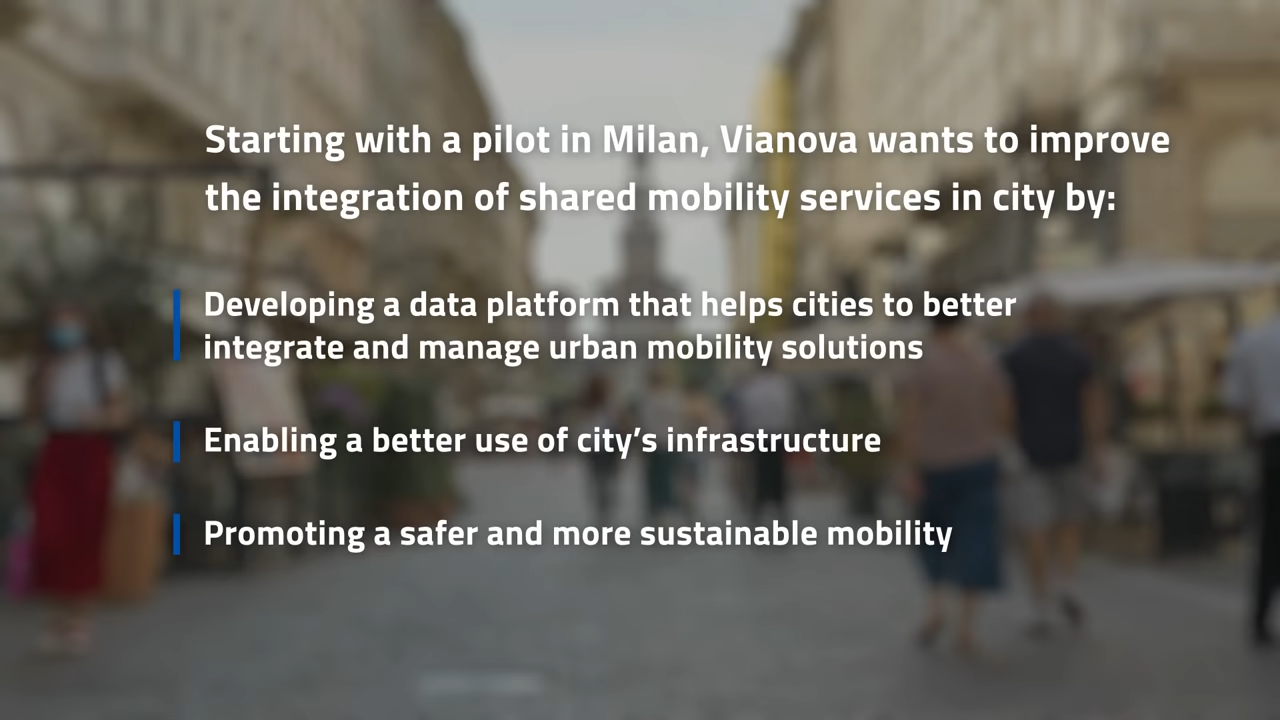 Starting with a pilot in Milan, Vianova wants to improve
the integration of shared mobility services in city by:
Developing a data platform that helps cities to better
integrate and manage urban mobility solutions
Enabling a better use of city’s infrastructure
Promoting a safer and more sustainable mobility